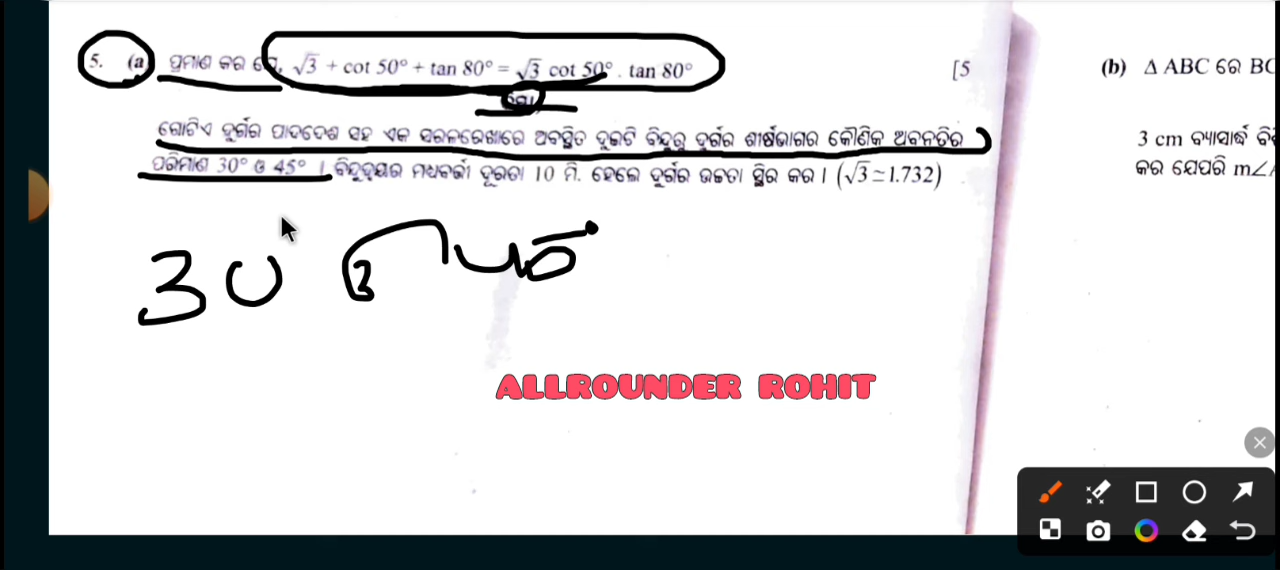 5. (a) ପ୍ରମାଣ କର ଯେ, √3 + cot 50° + tan 80° = √3 cot 50° . tan 80° [5
ଗୋଟିଏ ଦୁର୍ଗର ପାଦଦେଶ ସହ ଏକ ସରଳରେଖାରେ ଅବସ୍ଥିତ ଦୁଇଟି ବିନ୍ଦୁରୁ ଦୁର୍ଗର ଶୀର୍ଷଭାଗର କୌଣିକ ଅବନତିର
ପରିମାଣ 30° ଓ 45° । ବିନ୍ଦୁଦ୍ୱୟର ମଧ୍ୟବର୍ତ୍ତୀ ଦୂରତା 10 ମି. ହେଲେ ଦୁର୍ଗର ଉଚ୍ଚତା ସ୍ଥିର କର । (√3 ≃ 1.732)
30
ALLROUNDER ROHIT
(b) Δ ABC ରେ BC
3 cm ବ୍ୟାସାର୍ଦ୍ଧ ବି
କର ଯେପରି m∠